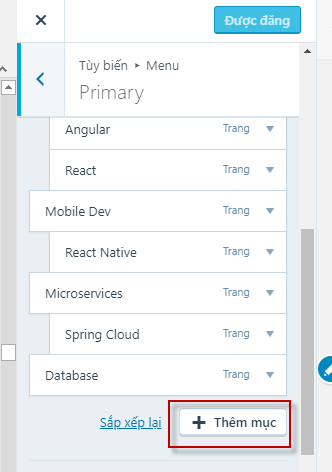 Được đăng
Tùy biến ▸ Menu
Primary
Angular Trang
React Trang
Mobile Dev Trang
React Native Trang
Microservices Trang
Spring Cloud Trang
Database Trang
Sắp xếp lại + Thêm mục